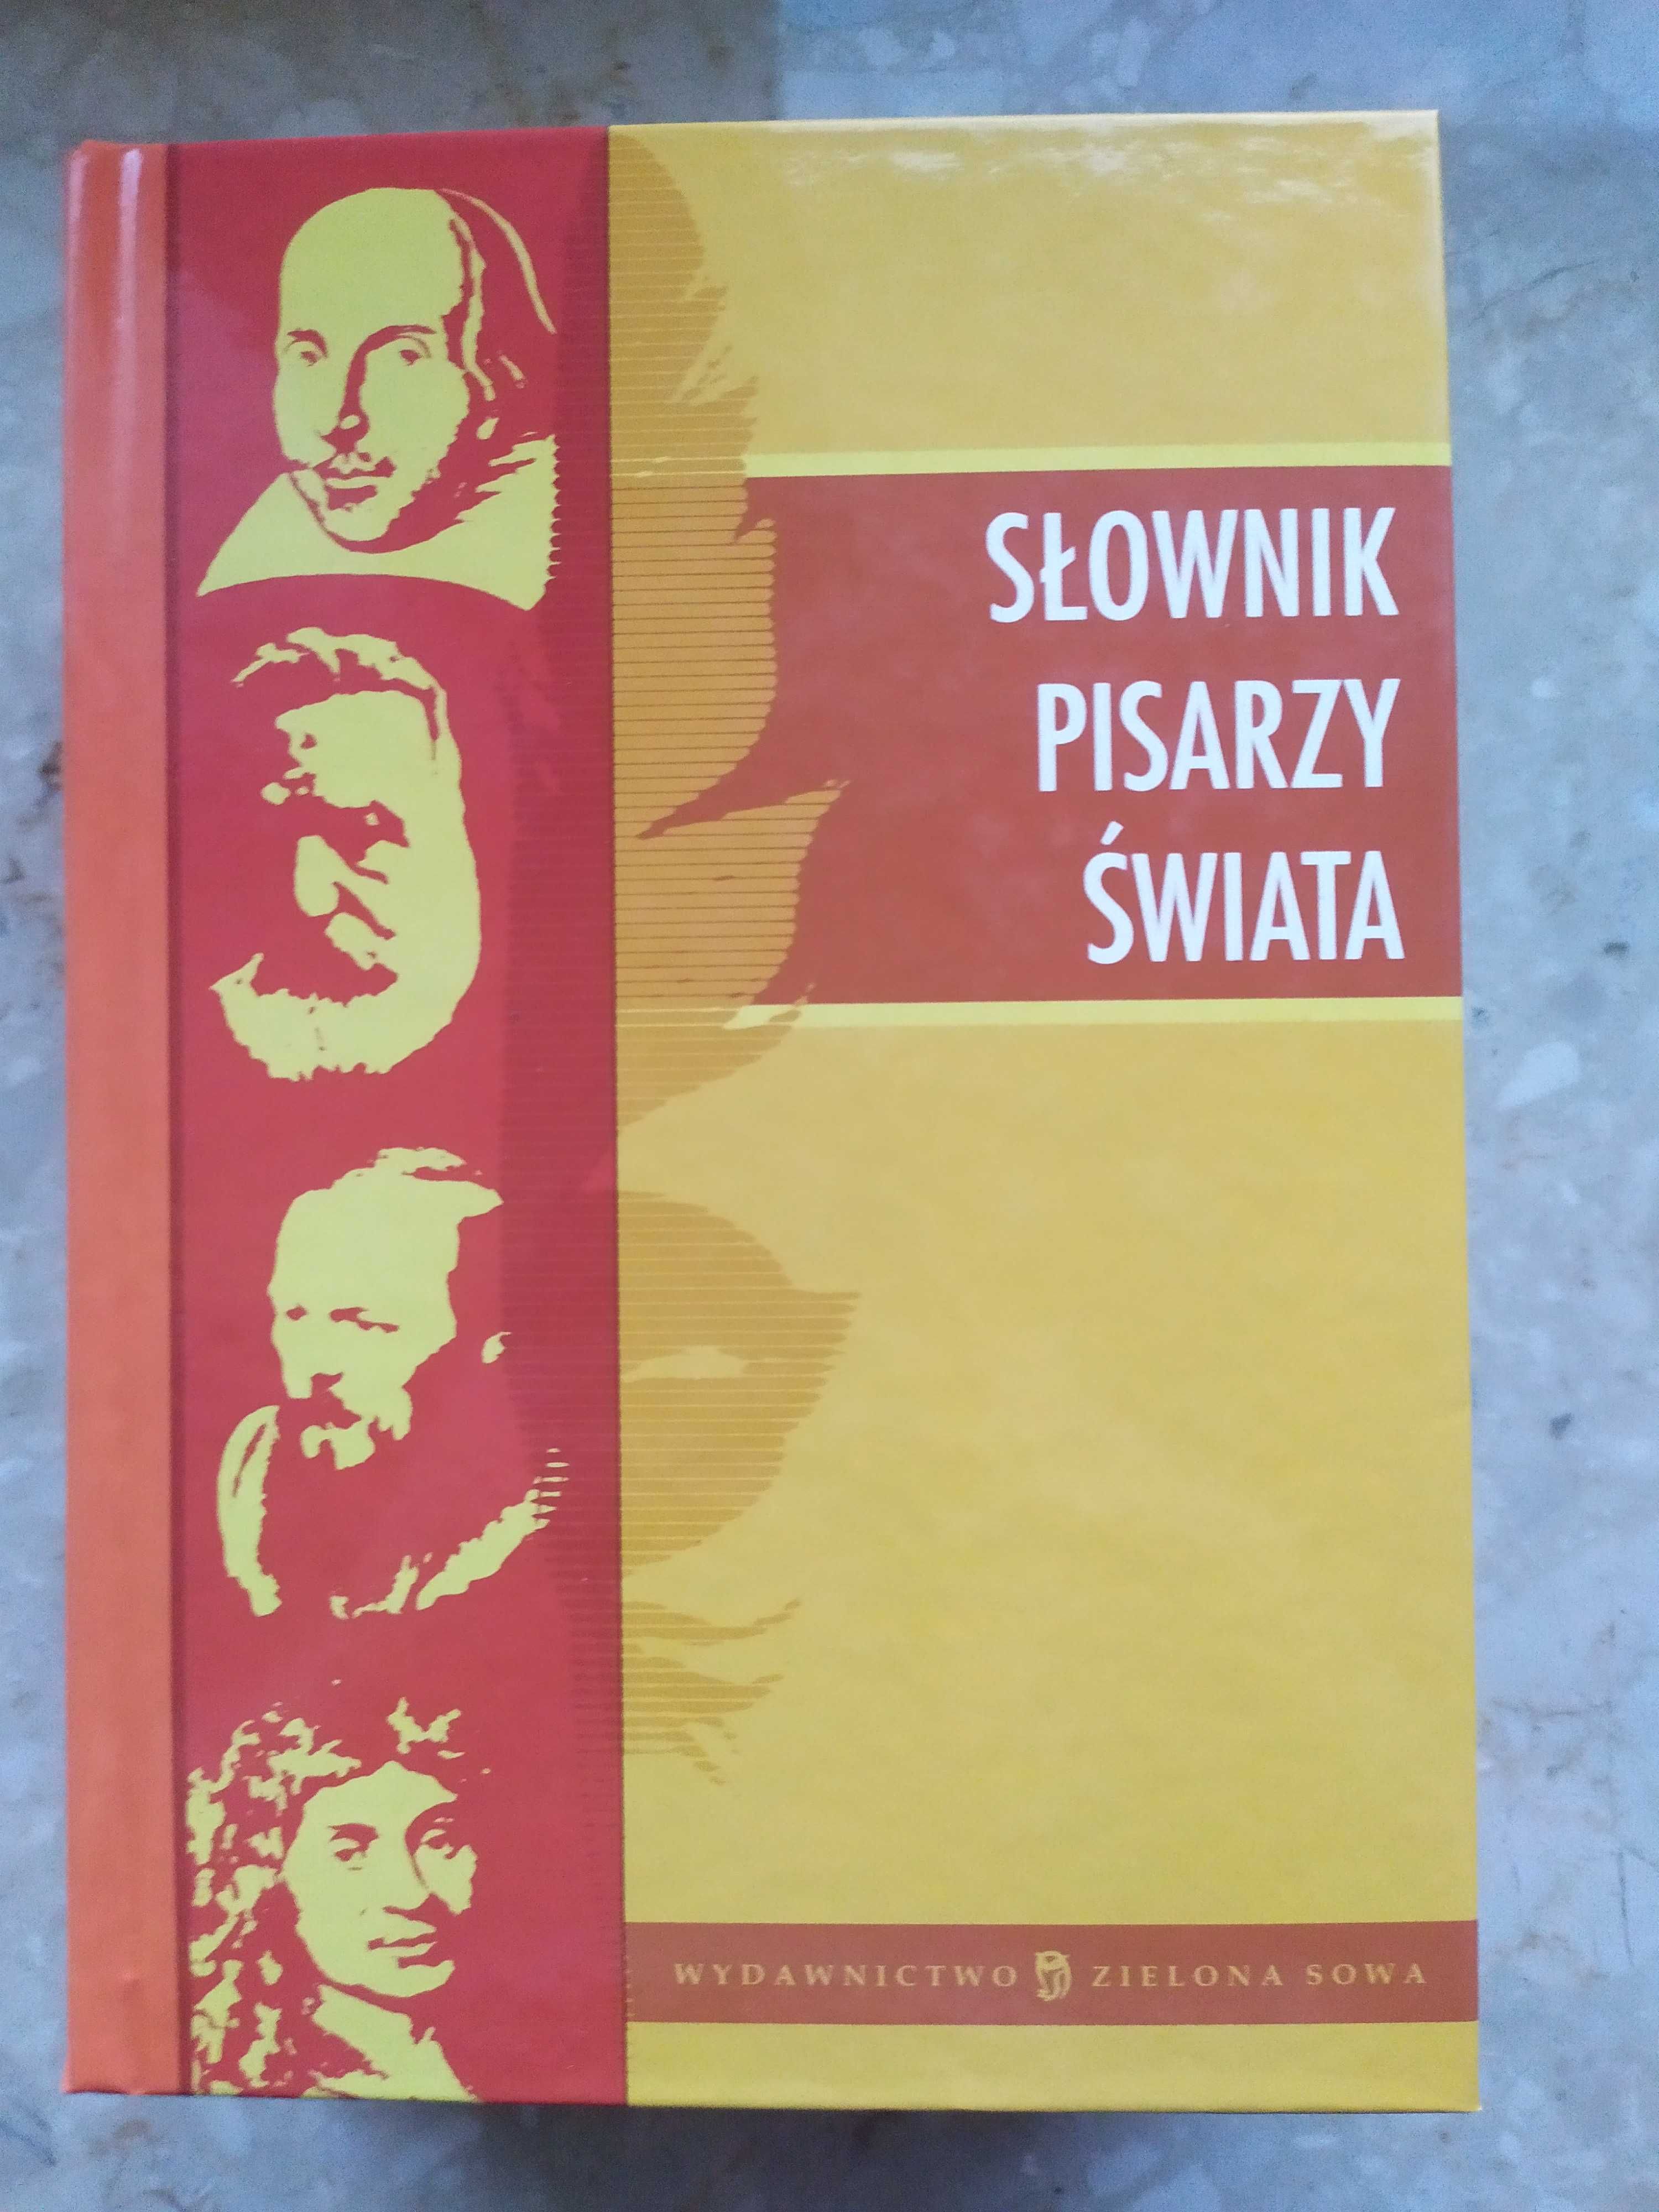 SŁOWNIK
PISARZY
ŚWIATA
WYDAWNICTWO ZIELONA SOWA